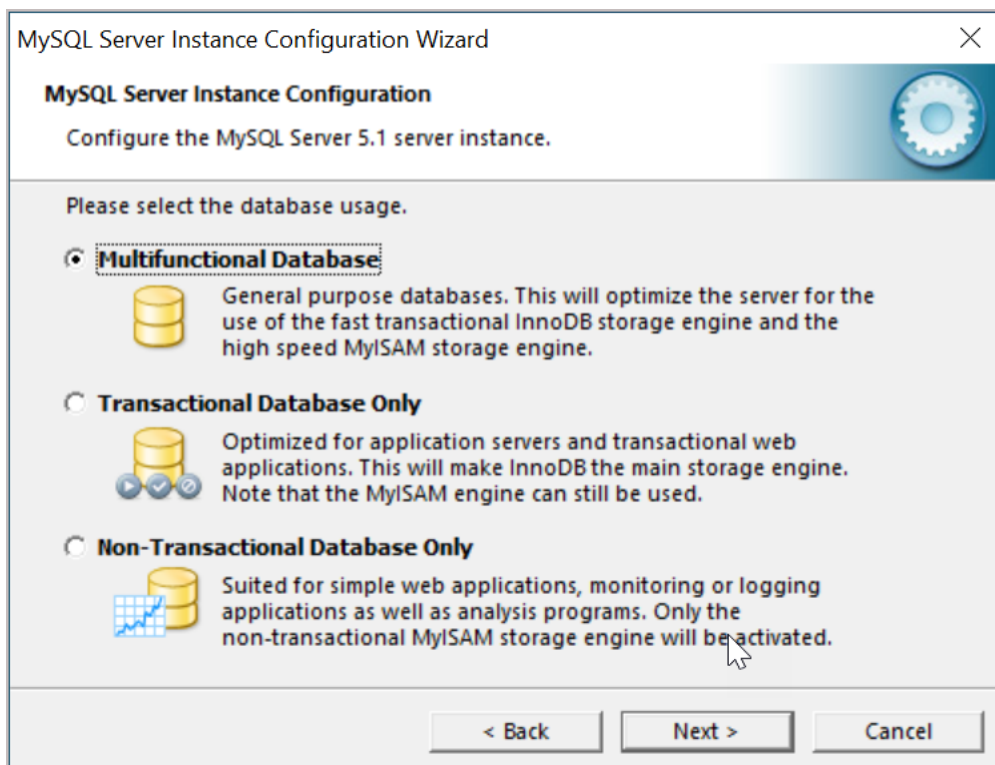 MySQL Server Instance Configuration Wizard
MySQL Server Instance Configuration
Configure the MySQL Server 5.1 server instance.
Please select the database usage.
Multifunctional Database
General purpose databases. This will optimize the server for the
use of the fast transactional InnoDB storage engine and the
high speed MyISAM storage engine.
Transactional Database Only
Optimized for application servers and transactional web
applications. This will make InnoDB the main storage engine.
Note that the MyISAM engine can still be used.
Non-Transactional Database Only
Suited for simple web applications, monitoring or logging
applications as well as analysis programs. Only the
non-transactional MyISAM storage engine will be activated.
< Back Next > Cancel